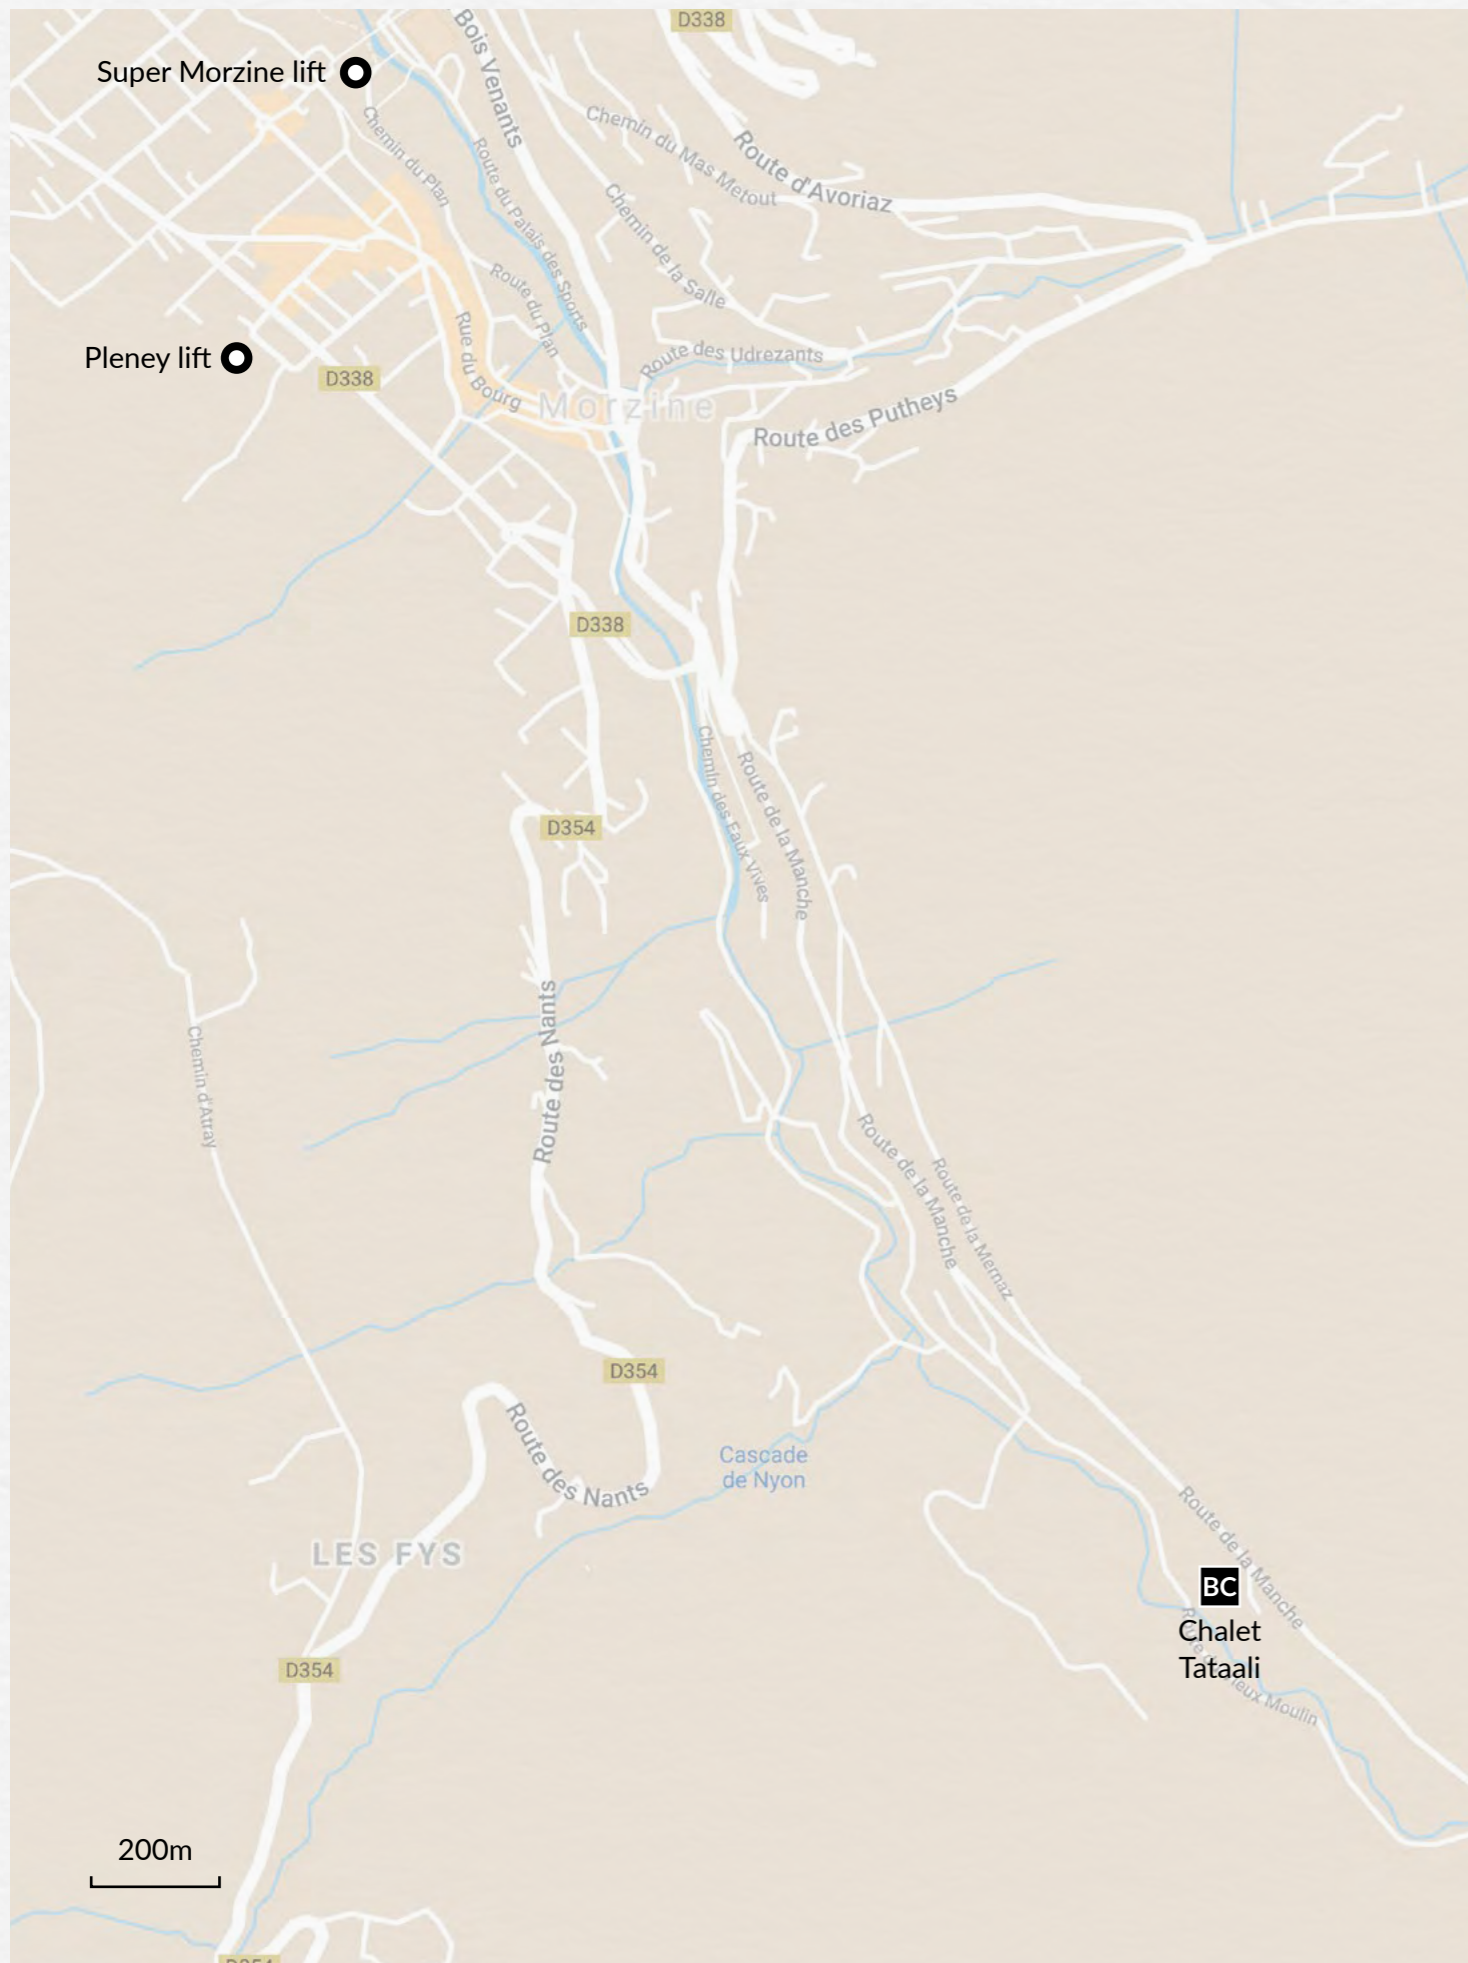 D338
Bois Venants
Super Morzine lift
Chemin du Plan
Chemin du Mas Metout
Route d'Avoriaz
Route du Palais des Sports
Chemin de la Salle
Route du Plan
Rue du Bourg
Pleney lift
D338
Route des Udrezants
Morzine
Route des Putheys
D338
Chemin des Eaux Vives
Route de la Manche
D354
Route des Nants
Chemin d'Attray
Route de la Manche
Route de la Mernaz
D354
Route des Nants
Cascade
de Nyon
LES FYS
Route de la Manche
BC
Chalet
Tataali
Moulin
D354
200m